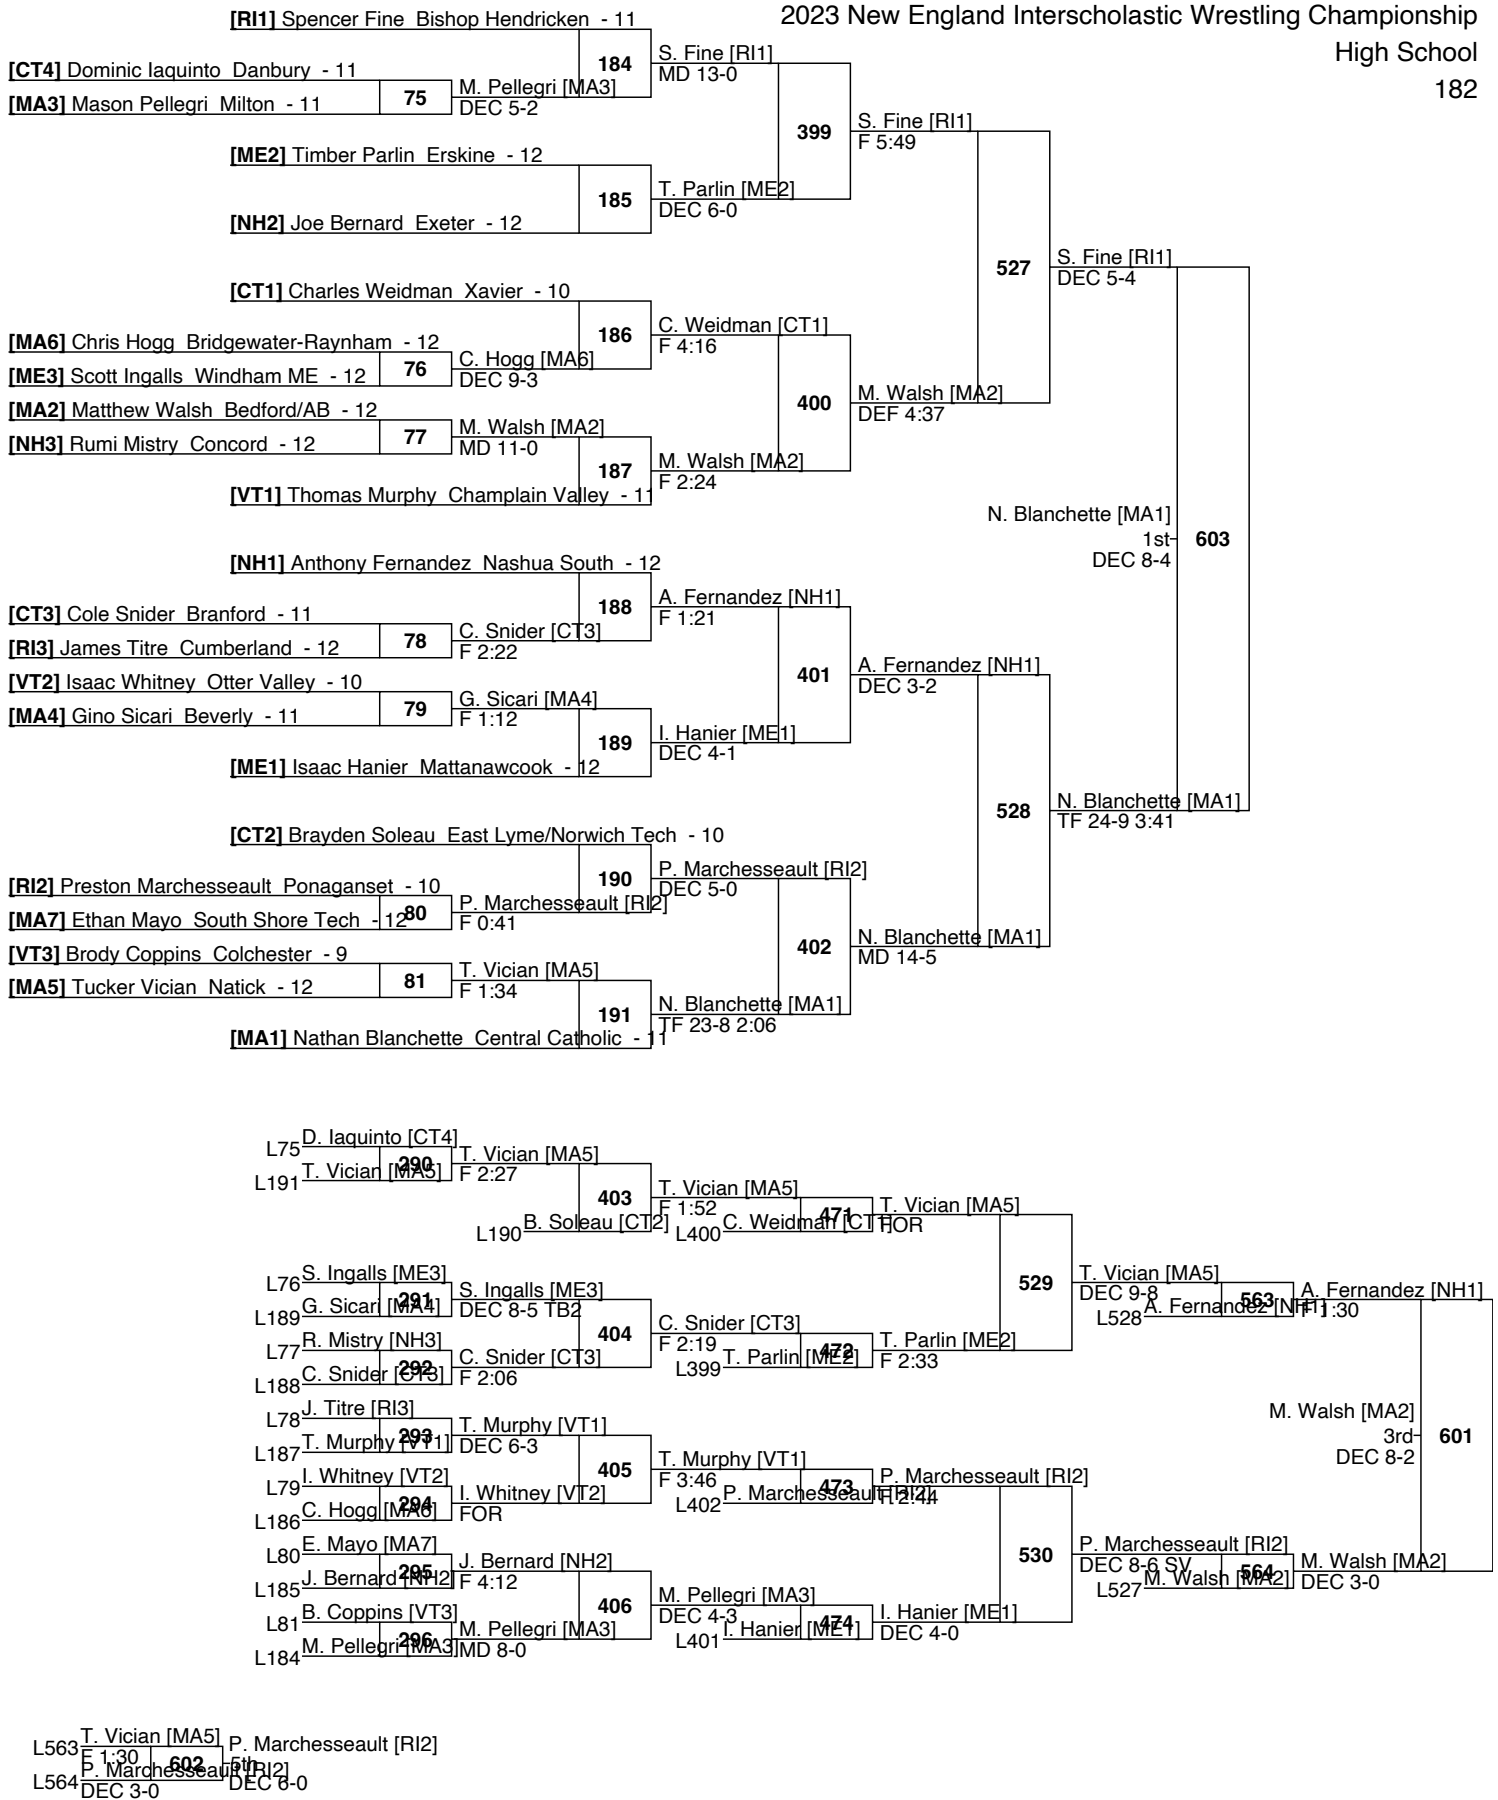 2023 New England Interscholastic Wrestling Championship
High School
182
[RI1] Spencer Fine Bishop Hendricken - 11
184
S. Fine [RI1]
MD 13-0
[CT4] Dominic Iaquinto Danbury - 11
[MA3] Mason Pellegri Milton - 11
75
M. Pellegri [MA3]
DEC 5-2
399
S. Fine [RI1]
F 5:49
[ME2] Timber Parlin Erskine - 12
185
T. Parlin [ME2]
DEC 6-0
[NH2] Joe Bernard Exeter - 12
527
S. Fine [RI1]
DEC 5-4
[CT1] Charles Weidman Xavier - 10
186
C. Weidman [CT1]
F 4:16
[MA6] Chris Hogg Bridgewater-Raynham - 12
[ME3] Scott Ingalls Windham ME - 12
76
C. Hogg [MA6]
DEC 9-3
400
M. Walsh [MA2]
DEF 4:37
[MA2] Matthew Walsh Bedford/AB - 12
[NH3] Rumi Mistry Concord - 12
77
M. Walsh [MA2]
MD 11-0
187
M. Walsh [MA2]
F 2:24
[VT1] Thomas Murphy Champlain Valley - 11
N. Blanchette [MA1]
1st
DEC 8-4
603
[NH1] Anthony Fernandez Nashua South - 12
188
A. Fernandez [NH1]
F 1:21
[CT3] Cole Snider Branford - 11
[RI3] James Titre Cumberland - 12
78
C. Snider [CT3]
F 2:22
401
A. Fernandez [NH1]
DEC 3-2
[VT2] Isaac Whitney Otter Valley - 10
[MA4] Gino Sicari Beverly - 11
79
G. Sicari [MA4]
F 1:12
189
I. Hanier [ME1]
DEC 4-1
[ME1] Isaac Hanier Mattanawcook - 12
528
N. Blanchette [MA1]
TF 24-9 3:41
[CT2] Brayden Soleau East Lyme/Norwich Tech - 10
190
P. Marchesseault [RI2]
DEC 5-0
[RI2] Preston Marchesseault Ponaganset - 10
[MA7] Ethan Mayo South Shore Tech - 12
80
P. Marchesseault [RI2]
F 0:41
402
N. Blanchette [MA1]
MD 14-5
[VT3] Brody Coppins Colchester - 9
[MA5] Tucker Vician Natick - 12
81
T. Vician [MA5]
F 1:34
191
N. Blanchette [MA1]
TF 23-8 2:06
[MA1] Nathan Blanchette Central Catholic - 11
L75 D. Iaquinto [CT4]
L191 T. Vician [MA5]
290
T. Vician [MA5]
F 2:27
403
T. Vician [MA5]
F 1:52
L190 B. Soleau [CT2]
L400 C. Weidman [CT1]
471
T. Vician [MA5]
FOR
L76 S. Ingalls [ME3]
L189 G. Sicari [MA4]
291
S. Ingalls [ME3]
DEC 8-5 TB2
529
T. Vician [MA5]
DEC 9-8
L528 A. Fernandez [NH1]
563
A. Fernandez [NH1]
F 1:30
404
C. Snider [CT3]
F 2:19
L399 T. Parlin [ME2]
472
T. Parlin [ME2]
F 2:33
L77 R. Mistry [NH3]
L188 C. Snider [CT3]
292
C. Snider [CT3]
F 2:06
L78 J. Titre [RI3]
L187 T. Murphy [VT1]
293
T. Murphy [VT1]
DEC 6-3
M. Walsh [MA2]
3rd
DEC 8-2
601
405
T. Murphy [VT1]
F 3:46
L402 P. Marchesseault [RI2]
473
P. Marchesseault [RI2]
F 2:44
L79 I. Whitney [VT2]
L186 C. Hogg [MA6]
294
I. Whitney [VT2]
FOR
L80 E. Mayo [MA7]
L185 J. Bernard [NH2]
295
J. Bernard [NH2]
F 4:12
530
P. Marchesseault [RI2]
DEC 8-6 SV
L527 M. Walsh [MA2]
564
M. Walsh [MA2]
DEC 3-0
406
M. Pellegri [MA3]
DEC 4-3
L401 I. Hanier [ME1]
474
I. Hanier [ME1]
DEC 4-0
L81 B. Coppins [VT3]
L184 M. Pellegri [MA3]
296
M. Pellegri [MA3]
MD 8-0
L563 T. Vician [MA5]
F 1:30
L564 P. Marchesseault [RI2]
DEC 3-0
602
P. Marchesseault [RI2]
5th
DEC 6-0